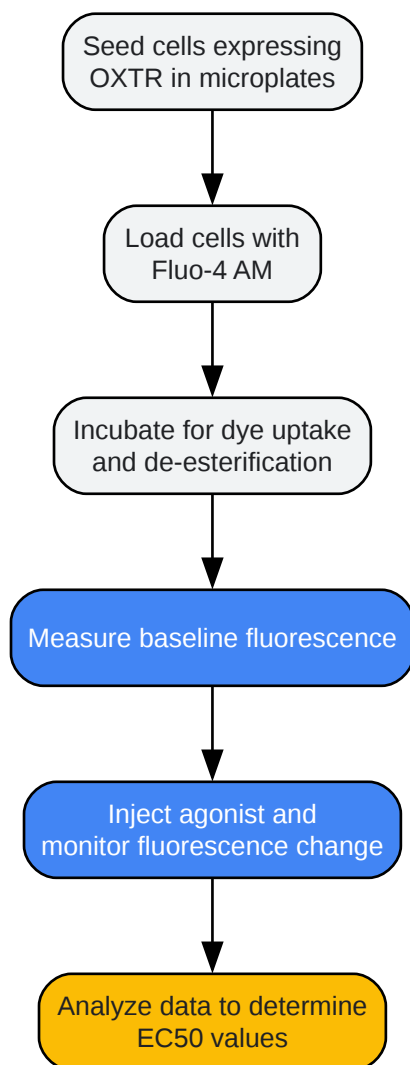 Seed cells expressing
OXTR in microplates
Load cells with
Fluo-4 AM
Incubate for dye uptake
and de-esterification
Measure baseline fluorescence
Inject agonist and
monitor fluorescence change
Analyze data to determine
EC50 values